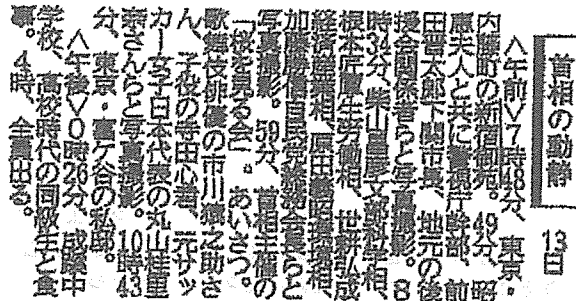 首相の動静
13日
＜午前＞7時48分、東京・
内藤町の新宿御苑。49分、昭
恵夫人と共に警視庁幹部、前
田晋太郎下関市長、地元の後
援会関係者らと写真撮影。8
時34分、柴山昌彦文部科学相、
根本匠厚生労働相、世耕弘成
経済産業相、原田義昭環境相、
加藤勝信自民党総務会長らと
写真撮影。59分、首相主催の
「桜を見る会」。あいさつ。
歌舞伎俳優の市川猿之助さ
ん、子役の寺田心君、元サッ
カー女子日本代表の丸山桂里
奈さんらと写真撮影。10時43
分、東京・富ケ谷の私邸。
＜午後＞0時26分、成蹊中
学校、高校時代の同級生と食
事。4時、全員出る。